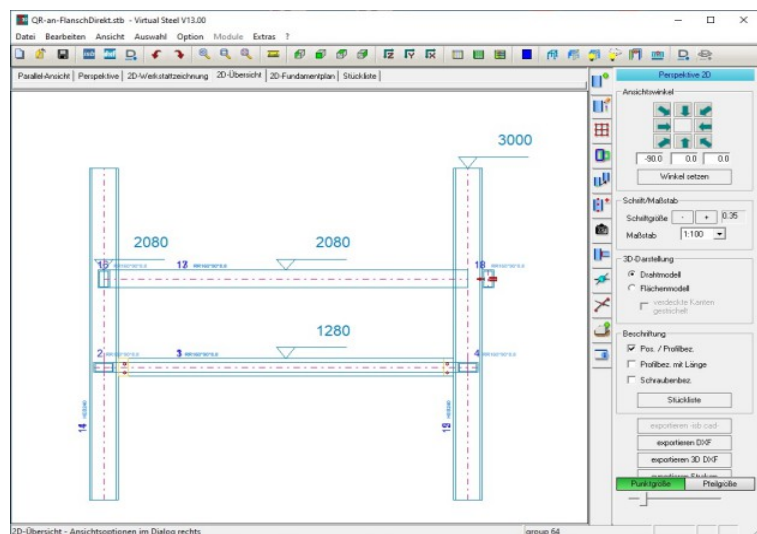 QR-an-FlanschDirekt.stb - Virtual Steel V13.00
Datei Bearbeiten Ansicht Auswahl Option Module Extras ?
Parallel-Ansicht Perspektive 2D-Werkstattzeichnung 2D-Übersicht 2D-Fundamentplan Stückliste
Perspektive 2D
Ansichtswinkel
-90.0 0.0 0.0
Winkel setzen
Schrift/Maßstab
Schriftgröße - + 0.35
Maßstab 1:100
3D-Darstellung
Drahtmodell
Flächenmodell
verdeckte Kanten
gestrichelt
Beschriftung
Pos. / Profilbez.
Profilbez. mit Länge
Schraubenbez.
Stückliste
exportieren DXF
exportieren 3D DXF
Punktgröße Pfeilgröße
3000
2080 2080
18
1280
2 3 4
14
2D-Übersicht - Ansichtsoptionen im Dialog rechts group 64